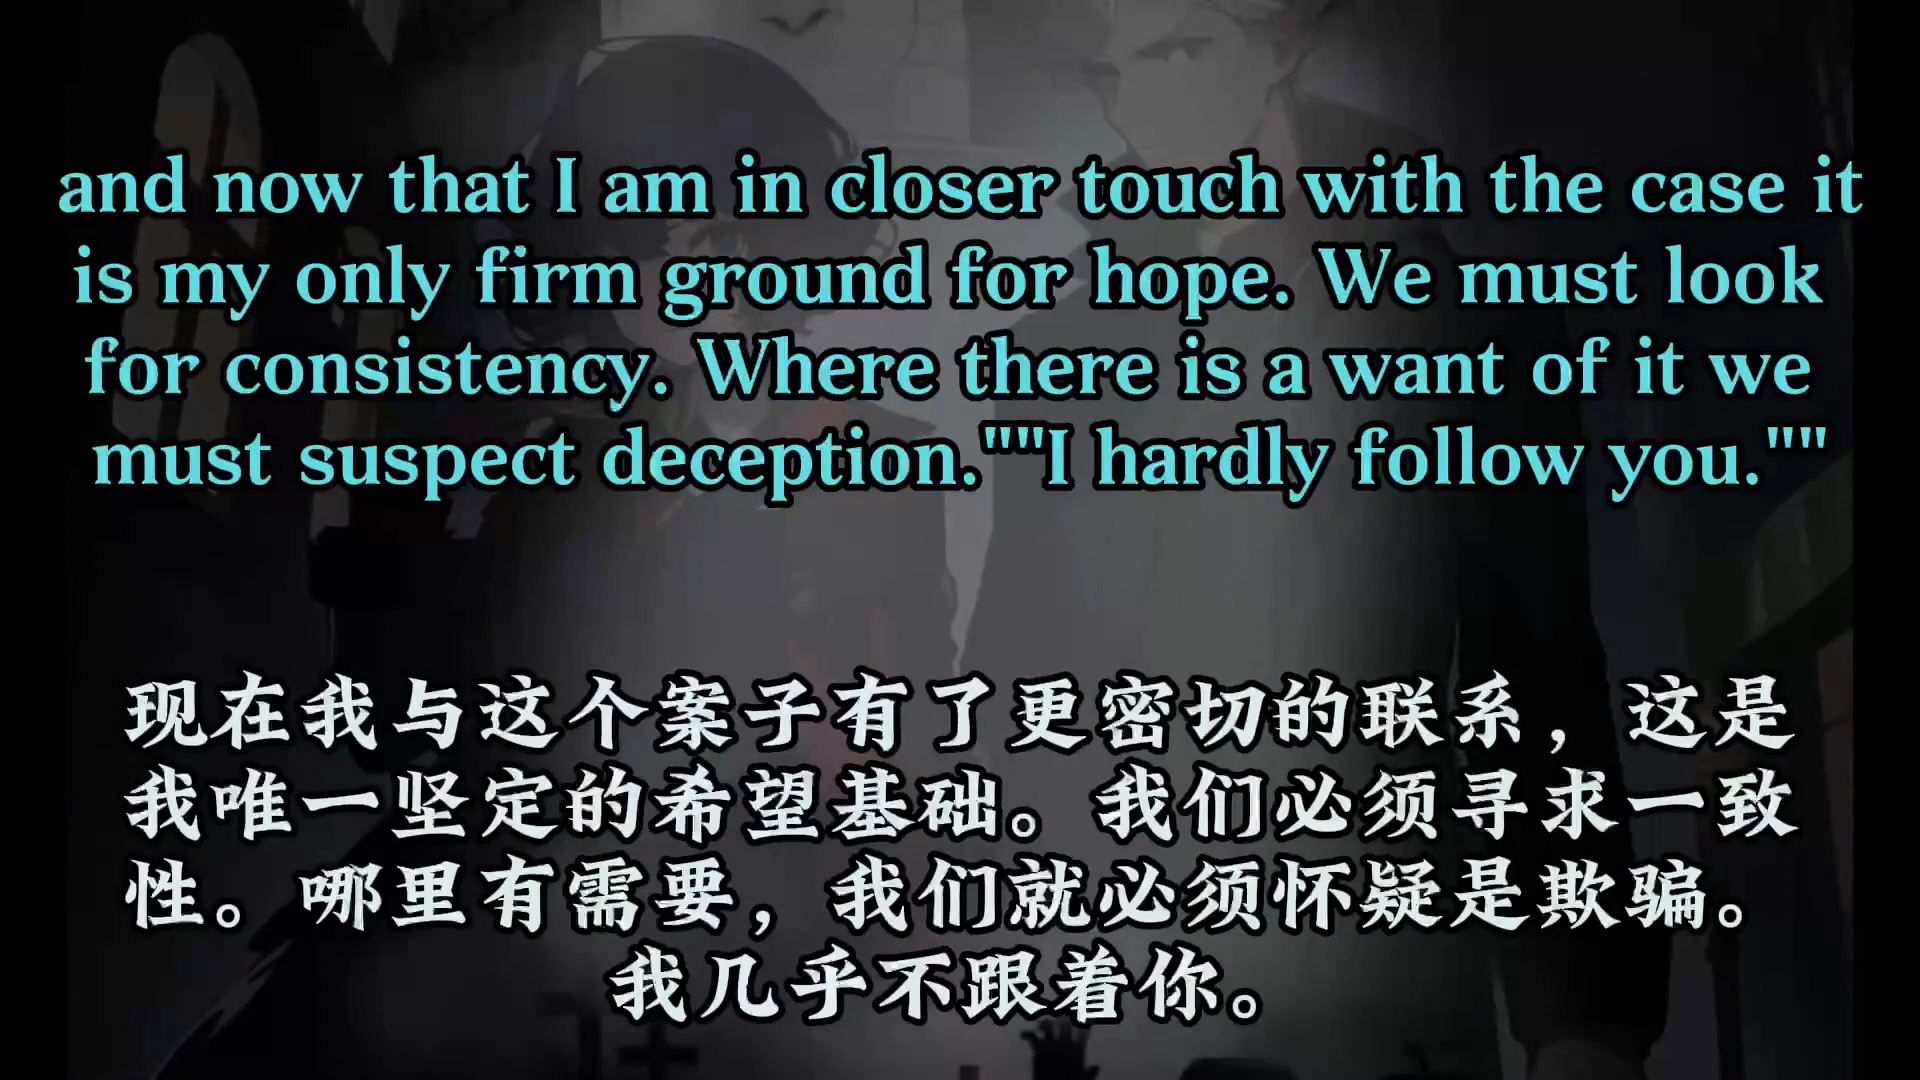 and now that I am in closer touch with the case it
is my only firm ground for hope. We must look
for consistency. Where there is a want of it we
must suspect deception.""I hardly follow you.""
现在我与这个案子有了更密切的联系，这是
我唯一坚定的希望基础。我们必须寻求一致
性。哪里有需要，我们就必须怀疑是欺骗。
我几乎不跟着你。